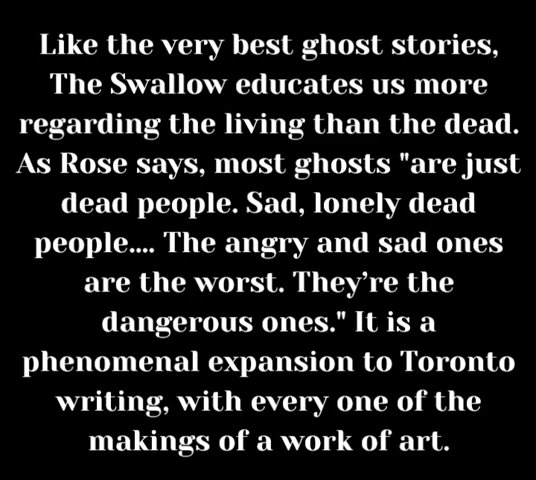 Like the very best ghost stories,
The Swallow educates us more
regarding the living than the dead.
As Rose says, most ghosts "are just
dead people. Sad, lonely dead
people.... The angry and sad ones
are the worst. They’re the
dangerous ones." It is a
phenomenal expansion to Toronto
writing, with every one of the
makings of a work of art.